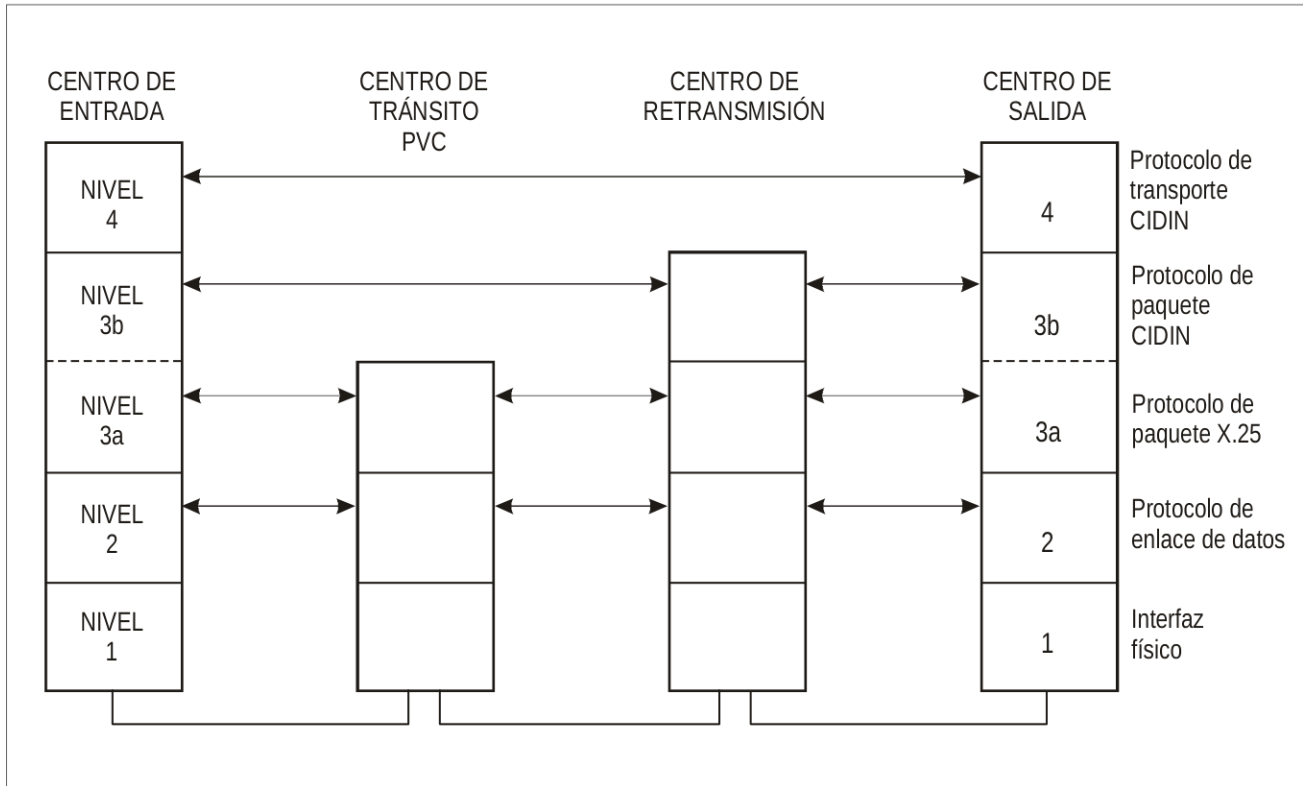 CENTRO DE
ENTRADA
CENTRO DE
TRÁNSITO
PVC
CENTRO DE
RETRANSMISIÓN
CENTRO DE
SALIDA
NIVEL
4
4
Protocolo de
transporte
CIDIN
NIVEL
3b
3b
Protocolo de
paquete
CIDIN
NIVEL
3a
3a
Protocolo de
paquete X.25
NIVEL
2
2
Protocolo de
enlace de datos
NIVEL
1
1
Interfaz
físico